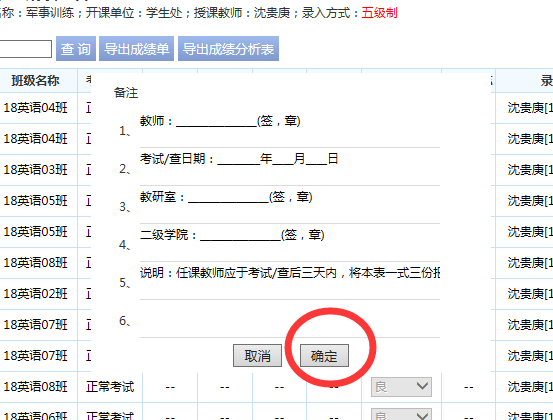 名称：军事训练；开课单位：学生处；授课教师：沈贵庚；录入方式：五级制
查 询 导出成绩单 导出成绩分析表
班级名称
18英语04班
18英语04班
18英语03班
18英语05班
18英语05班
18英语08班
18英语02班
18英语07班
18英语07班
备注
1、 教师：____________(签，章)
2、 考试/查日期：______年___月___日
3、 教研室：____________(签，章)
4、 二级学院：____________(签，章)
5、 说明：任课教师应于考试/查后三天内，将本表一式三份报
6、
取消 确定
录
沈贵庚[1
沈贵庚[1
沈贵庚[1
沈贵庚[1
沈贵庚[1
沈贵庚[1
沈贵庚[1
沈贵庚[1
沈贵庚[1
18英语08班 正常考试 -- -- -- -- 良 -- 沈贵庚[1
18英语06班 正常考试 -- -- -- -- 良 -- 沈贵庚[1